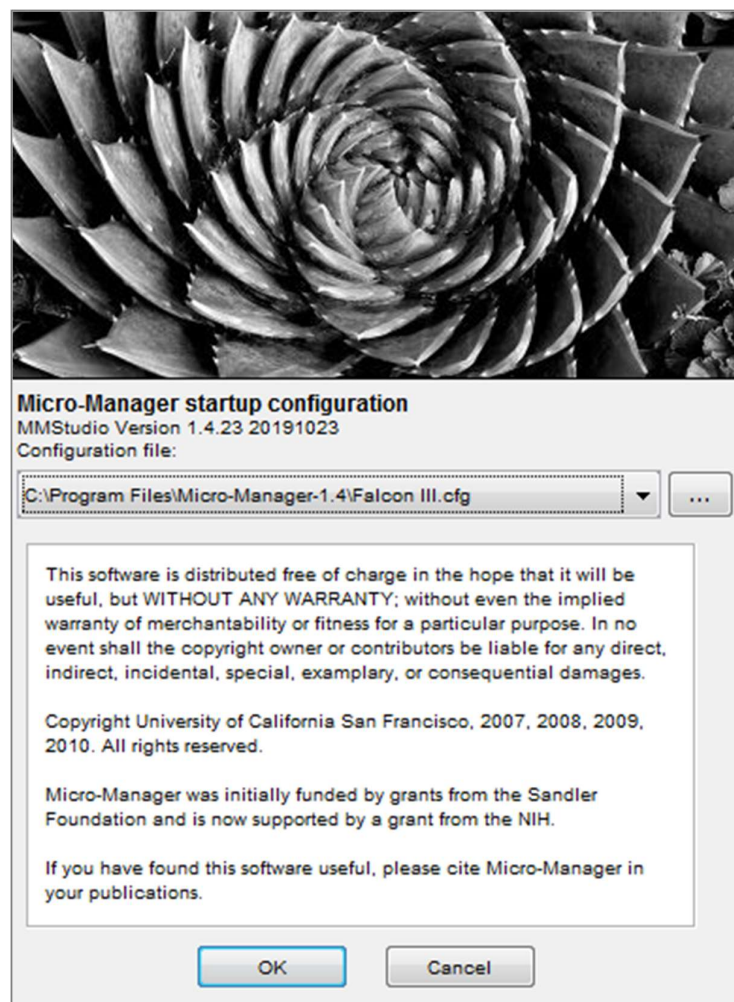 Micro-Manager startup configuration
MMStudio Version 1.4.23 20191023
Configuration file:
C:\Program Files\Micro-Manager-1.4\Falcon III.cfg
...
This software is distributed free of charge in the hope that it will be
useful, but WITHOUT ANY WARRANTY; without even the implied
warranty of merchantability or fitness for a particular purpose. In no
event shall the copyright owner or contributors be liable for any direct,
indirect, incidental, special, examplary, or consequential damages.
Copyright University of California San Francisco, 2007, 2008, 2009,
2010. All rights reserved.
Micro-Manager was initially funded by grants from the Sandler
Foundation and is now supported by a grant from the NIH.
If you have found this software useful, please cite Micro-Manager in
your publications.
OK
Cancel